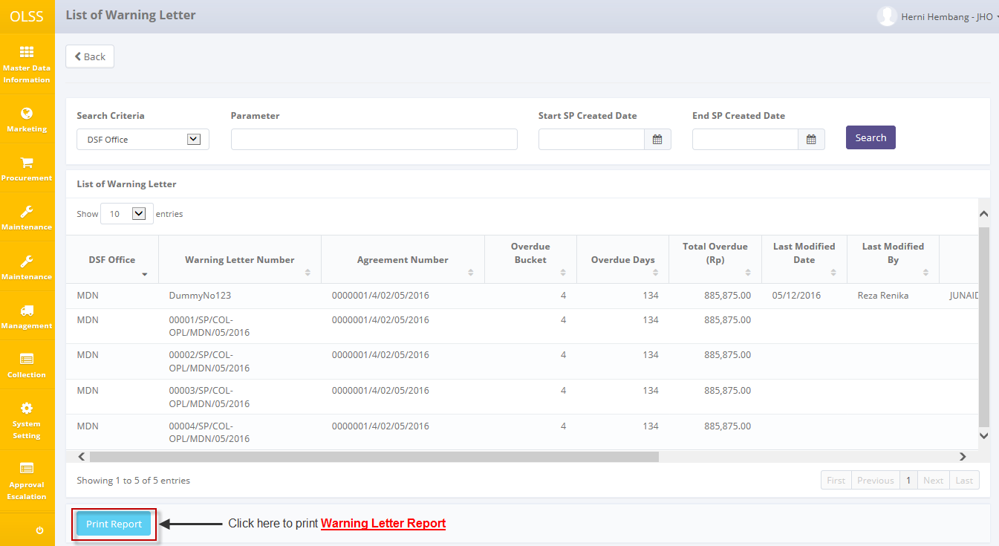 OLSS
List of Warning Letter
Herni Hembang - JHO
Master Data
Information
Marketing
Procurement
Maintenance
Maintenance
Management
Collection
System
Setting
Approval
Escalation
Back
Search Criteria Parameter Start SP Created Date End SP Created Date
DSF Office
Search
List of Warning Letter
Show 10 entries
DSF Office Warning Letter Number Agreement Number Overdue Bucket Overdue Days Total Overdue (Rp) Last Modified Date Last Modified By
MDN DummyNo123 0000001/4/02/05/2016 4 134 885,875.00 05/12/2016 Reza Renika JUNAID
MDN 00001/SP/COL- 0000001/4/02/05/2016 4 134 885,875.00
OPL/MDN/05/2016
MDN 00002/SP/COL- 0000001/4/02/05/2016 4 134 885,875.00
OPL/MDN/05/2016
MDN 00003/SP/COL- 0000001/4/02/05/2016 4 134 885,875.00
OPL/MDN/05/2016
MDN 00004/SP/COL- 0000001/4/02/05/2016 4 134 885,875.00
OPL/MDN/05/2016
Showing 1 to 5 of 5 entries
First Previous 1 Next Last
Print Report
Click here to print Warning Letter Report